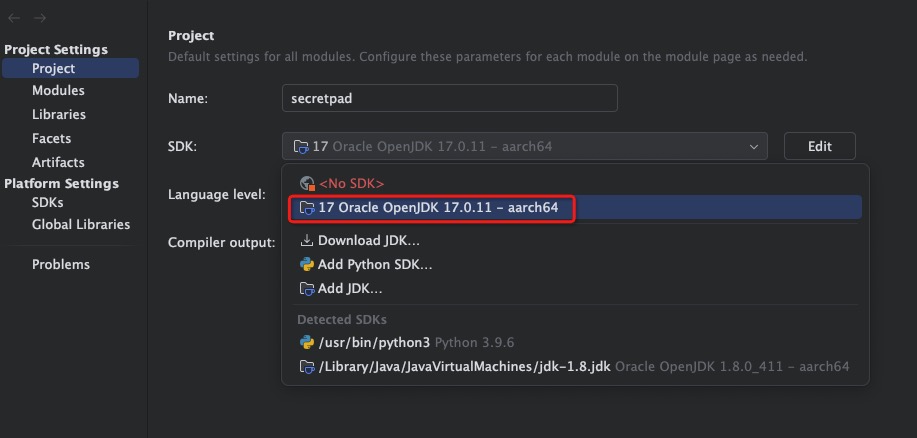 Project Settings
Project
Modules
Libraries
Facets
Artifacts
Platform Settings
SDKs
Global Libraries
Problems
Project
Default settings for all modules. Configure these parameters for each module on the module page as needed.
Name: secretpad
SDK: 17 Oracle OpenJDK 17.0.11 - aarch64 Edit
<No SDK>
Language level:
17 Oracle OpenJDK 17.0.11 - aarch64
Compiler output:
Download JDK...
Add Python SDK...
Add JDK...
Detected SDKs
/usr/bin/python3 Python 3.9.6
/Library/Java/JavaVirtualMachines/jdk-1.8.jdk Oracle OpenJDK 1.8.0_411 - aarch64